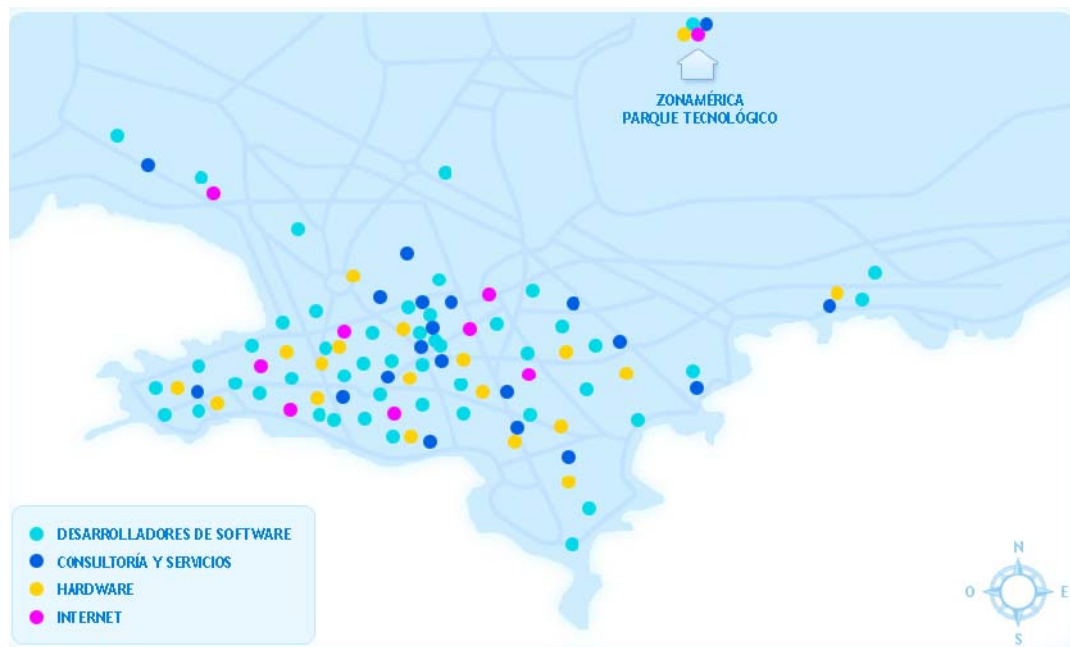 ZONAMÉRICA
PARQUE TECNOLÓGICO
DESARROLLADORES DE SOFTWARE
CONSULTORÍA Y SERVICIOS
HARDWARE
INTERNET
N
O
E
S